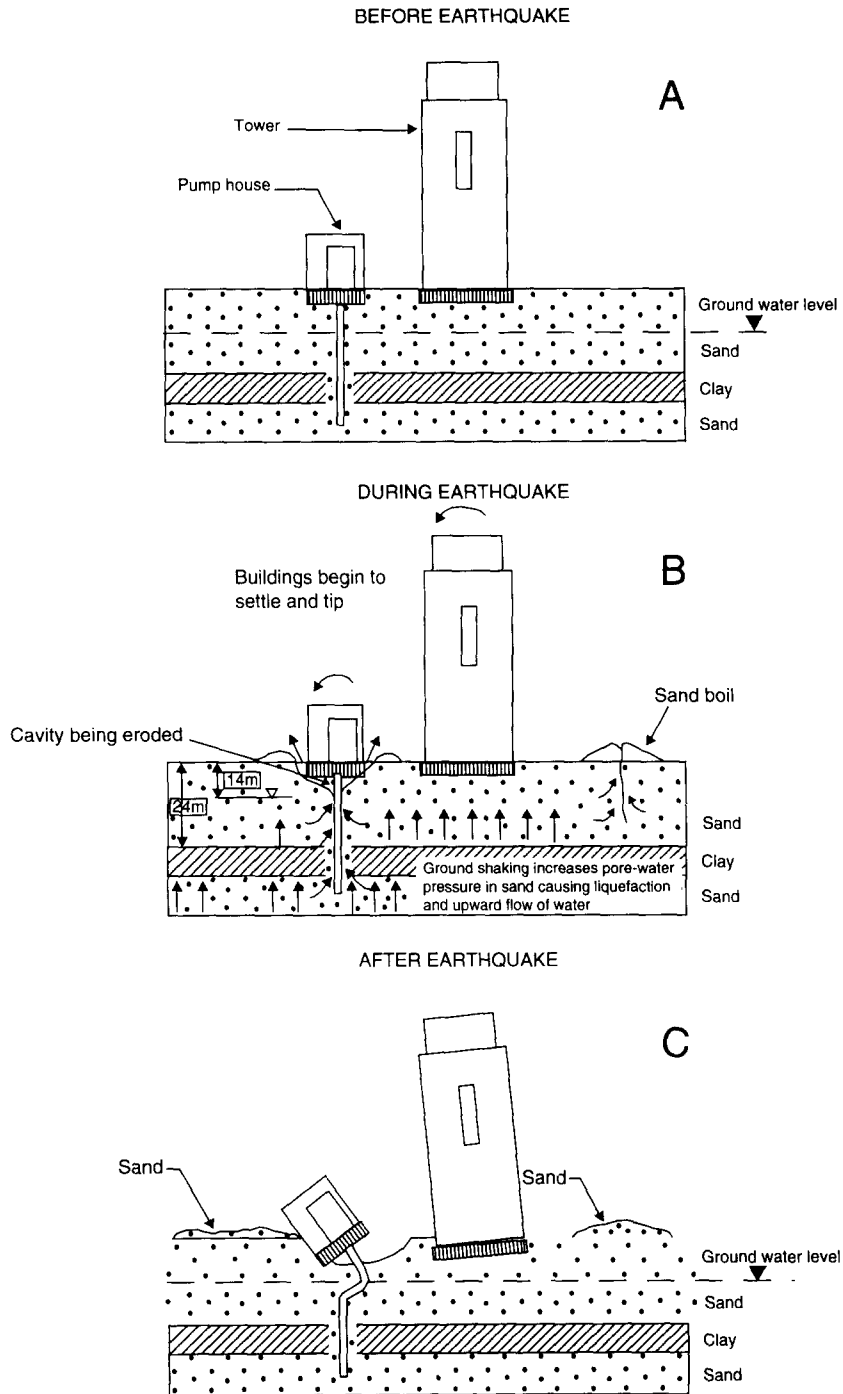 BEFORE EARTHQUAKE
A
Tower
Pump house
Ground water level
Sand
Clay
Sand
DURING EARTHQUAKE
B
Buildings begin to
settle and tip
Sand boil
Cavity being eroded
14m
24m
Sand
Clay
Ground shaking increases pore-water
pressure in sand causing liquefaction
and upward flow of water
Sand
AFTER EARTHQUAKE
C
Sand
Sand
Ground water level
Sand
Clay
Sand